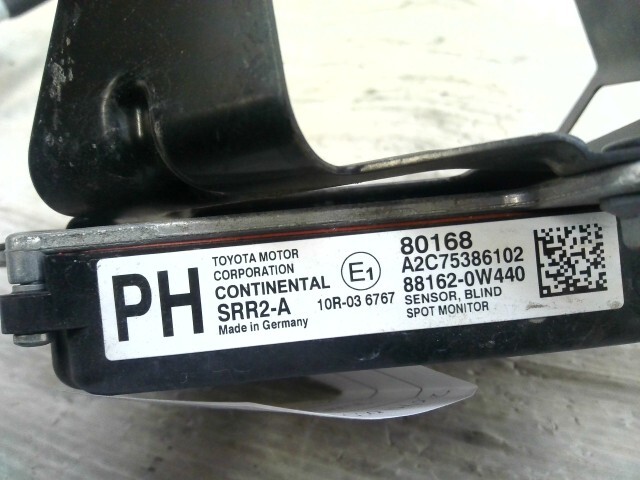 PH
TOYOTA MOTOR
CORPORATION
CONTINENTAL
SRR2-A
Made in Germany
E1
10R-03 6767
80168
A2C75386102
88162-0W440
SENSOR, BLIND
SPOT MONITOR